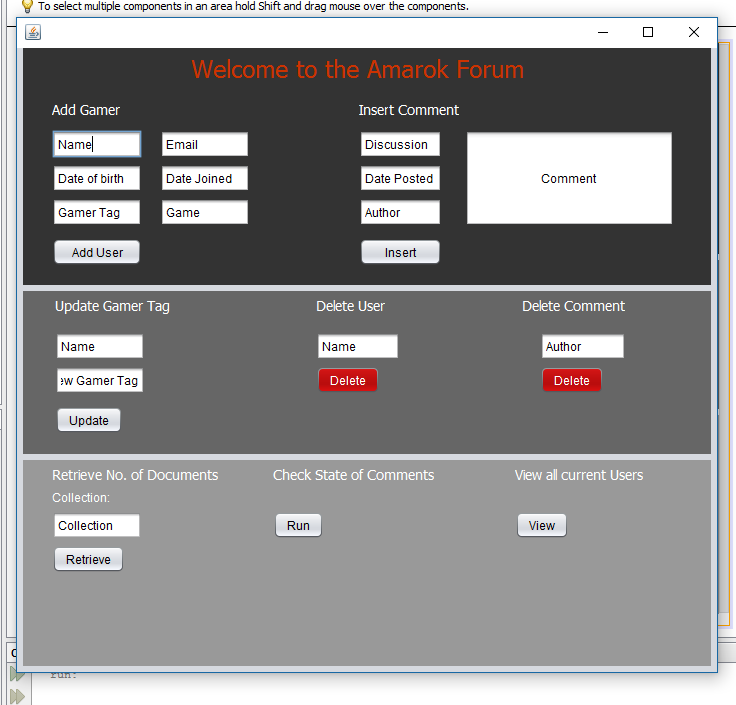 To select multiple components in an area hold Shift and drag mouse over the components.
Welcome to the Amarok Forum
Add Gamer
Insert Comment
Name
Email
Discussion
Comment
Date of birth
Date Joined
Date Posted
Gamer Tag
Game
Author
Add User
Insert
Update Gamer Tag
Delete User
Delete Comment
Name
Name
Author
ew Gamer Tag
Delete
Delete
Update
Retrieve No. of Documents
Check State of Comments
View all current Users
Collection:
Collection
Run
View
Retrieve
run: